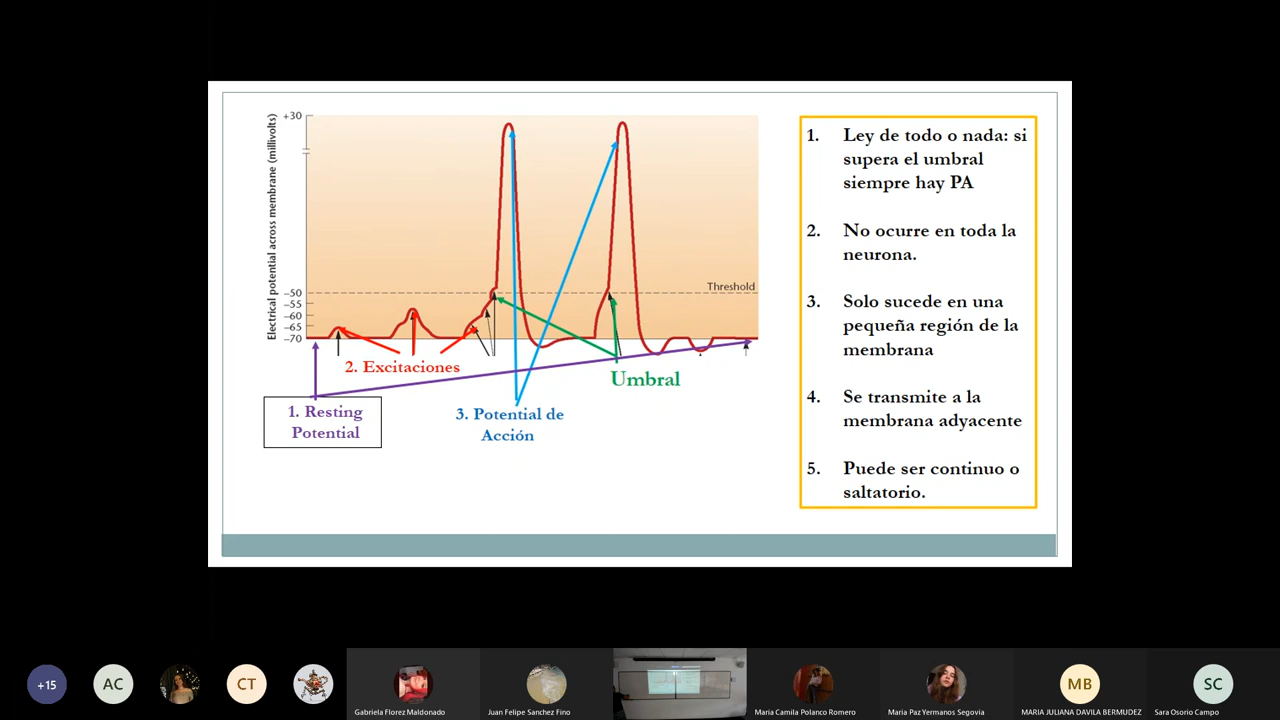 Electrical potential across membrane (millivolts)
+30
−50
−55
−60
−65
−70
Threshold
2. Excitaciones
Umbral
1. Resting
Potential
3. Potential de
Acción
1. Ley de todo o nada: si
supera el umbral
siempre hay PA
2. No ocurre en toda la
neurona.
3. Solo sucede en una
pequeña región de la
membrana
4. Se transmite a la
membrana adyacente
5. Puede ser continuo o
saltatorio.
+15
AC
CT
MB
SC
Gabriela Florez Maldonado
Juan Felipe Sanchez Fino
Maria Camila Polanco Romero
Maria Paz Yermanos Segovia
MARIA JULIANA DAVILA BERMUDEZ
Sara Osorio Campo